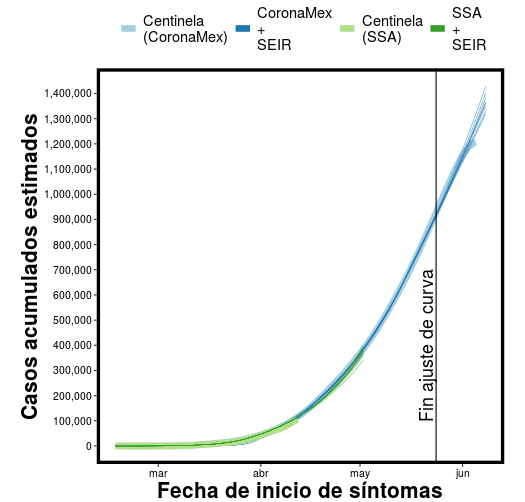 Centinela
(CoronaMex)
CoronaMex
+
SEIR
Centinela
(SSA)
SSA
+
SEIR
Casos acumulados estimados
1,400,000
1,300,000
1,200,000
1,100,000
1,000,000
900,000
800,000
700,000
600,000
500,000
400,000
300,000
200,000
100,000
0
Fin ajuste de curva
mar
abr
may
jun
Fecha de inicio de síntomas